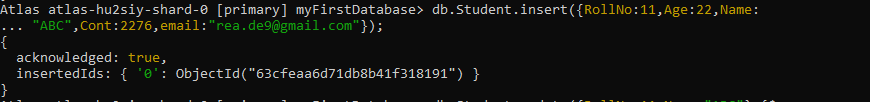 Atlas atlas-hu2siy-shard-0 [primary] myFirstDatabase> db.Student.insert({RollNo:11,Age:22,Name:
... "ABC",Cont:2276,email:"rea.de9@gmail.com"});
{
  acknowledged: true,
  insertedIds: { '0': ObjectId("63cfeaa6d71db8b41f318191") }
}